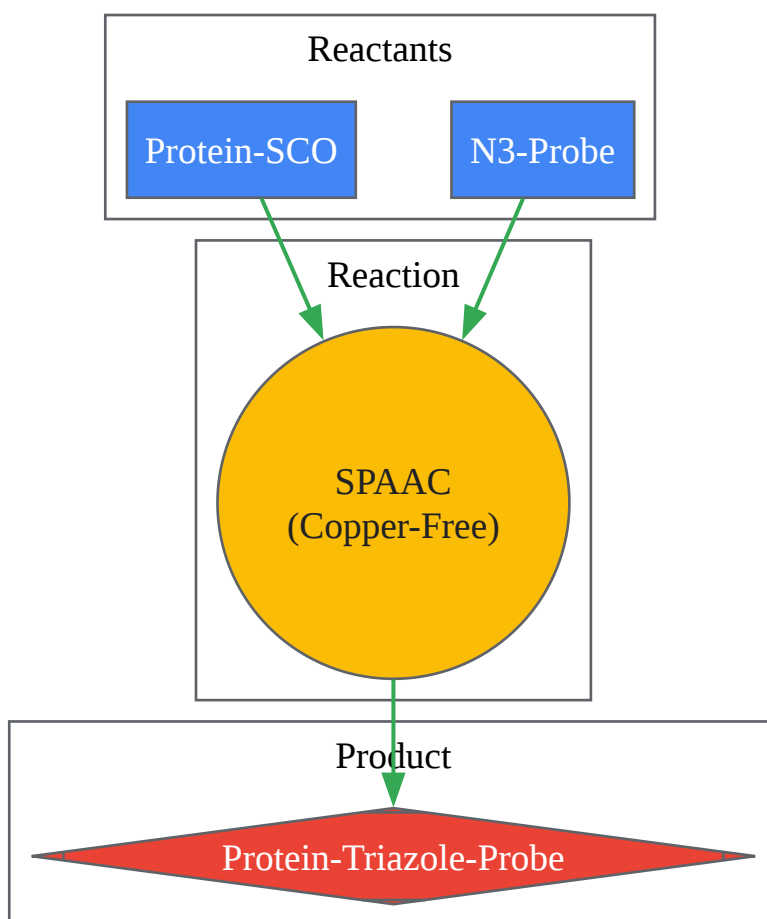 Reactants
Protein-SCO
N3-Probe
Reaction
SPAAC
(Copper-Free)
Product
Protein-Triazole-Probe